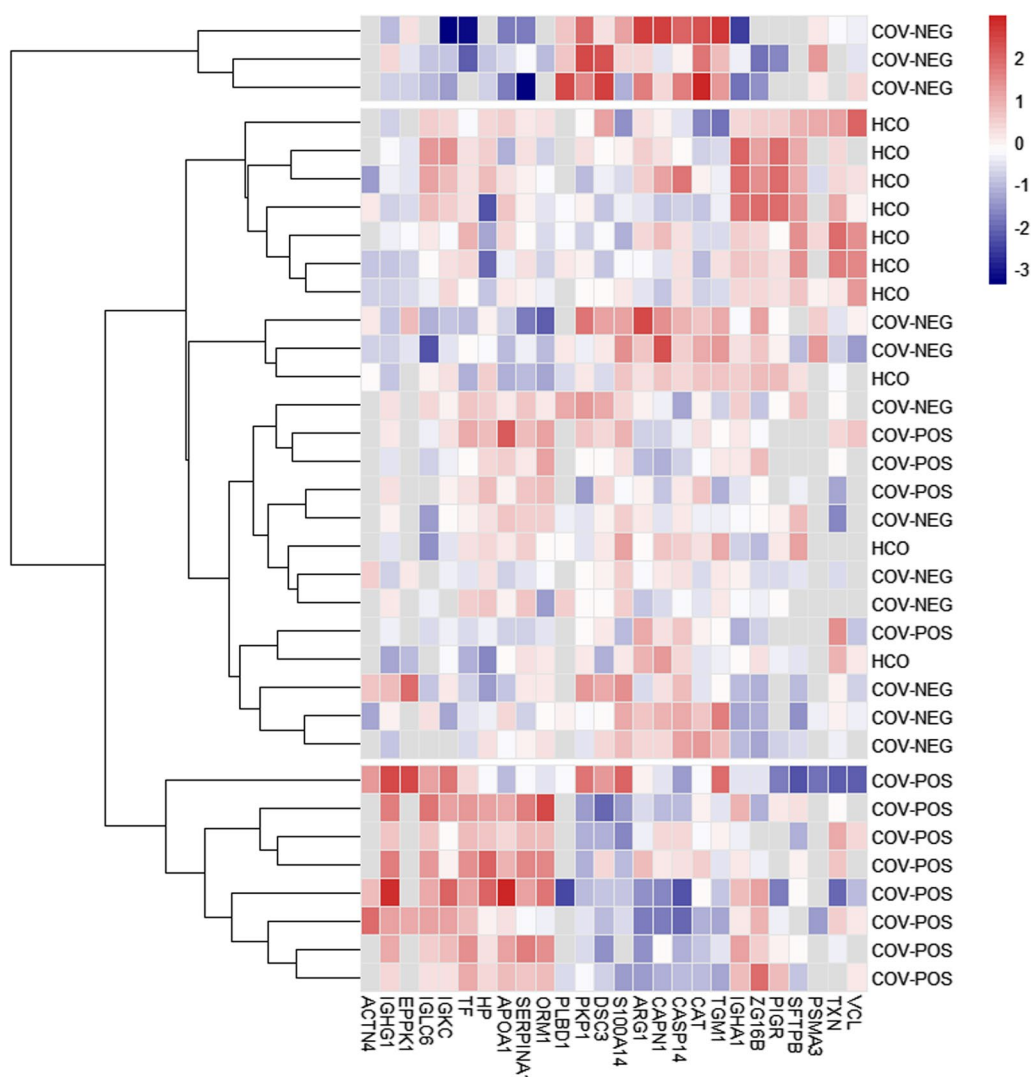 COV-NEG
COV-NEG
COV-NEG
HCO
HCO
HCO
HCO
HCO
HCO
HCO
COV-NEG
COV-NEG
HCO
COV-NEG
COV-POS
COV-POS
COV-POS
COV-NEG
HCO
COV-NEG
COV-NEG
COV-POS
HCO
COV-NEG
COV-NEG
COV-NEG
COV-POS
COV-POS
COV-POS
COV-POS
COV-POS
COV-POS
COV-POS
COV-POS
2
1
0
-1
-2
-3
ACTN4
IGHG1
EPPK1
IGLC6
IGKC
TF
HP
APOA1
SERPINA
ORM1
PLBD1
PKP1
DSC3
S100A14
ARG1
CAPN1
CASP14
CAT
TGM1
IGHA1
ZG16B
PIGR
SFTPB
PSMA3
TXN
VCL